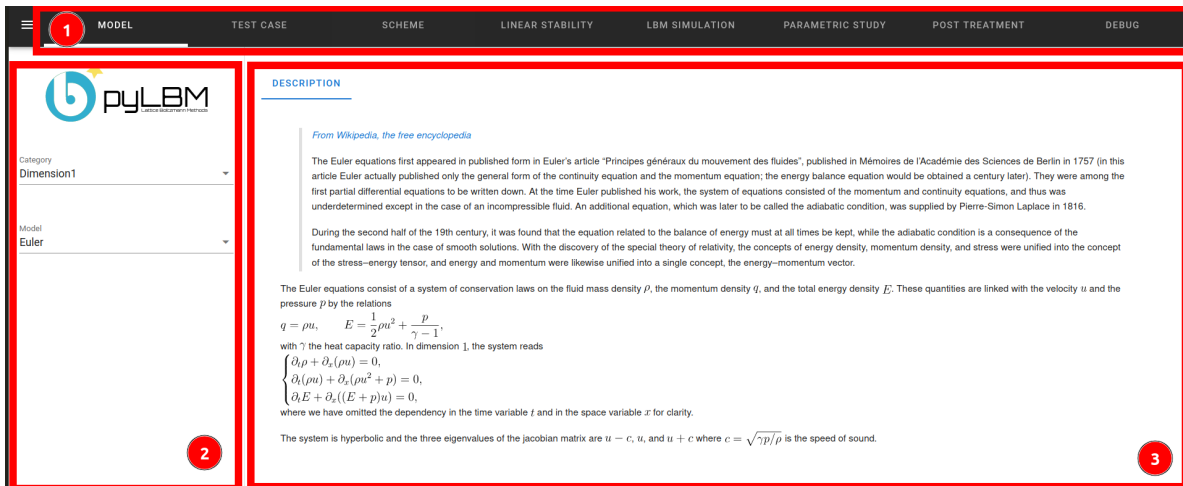 1 MODEL TEST CASE SCHEME LINEAR STABILITY LBM SIMULATION PARAMETRIC STUDY POST TREATMENT DEBUG
b pyLBM
Lattice Boltzmann Methods
Category
Dimension1
Model
Euler
2
DESCRIPTION
From Wikipedia, the free encyclopedia
The Euler equations first appeared in published form in Euler's article “Principes généraux du mouvement des fluides”, published in Mémoires de l'Académie des Sciences de Berlin in 1757 (in this
article Euler actually published only the general form of the continuity equation and the momentum equation; the energy balance equation would be obtained a century later). They were among the
first partial differential equations to be written down. At the time Euler published his work, the system of equations consisted of the momentum and continuity equations, and thus was
underdetermined except in the case of an incompressible fluid. An additional equation, which was later to be called the adiabatic condition, was supplied by Pierre-Simon Laplace in 1816.
During the second half of the 19th century, it was found that the equation related to the balance of energy must at all times be kept, while the adiabatic condition is a consequence of the
fundamental laws in the case of smooth solutions. With the discovery of the special theory of relativity, the concepts of energy density, momentum density, and stress were unified into the concept
of the stress–energy tensor, and energy and momentum were likewise unified into a single concept, the energy–momentum vector.
The Euler equations consist of a system of conservation laws on the fluid mass density ρ, the momentum density q, and the total energy density E. These quantities are linked with the velocity u and the
pressure p by the relations
q = ρu, E = 1/2 ρu² + p/(γ − 1),
with γ the heat capacity ratio. In dimension 1, the system reads
∂ₜρ + ∂ₓ(ρu) = 0,
∂ₜ(ρu) + ∂ₓ(ρu² + p) = 0,
∂ₜE + ∂ₓ((E + p)u) = 0,
where we have omitted the dependency in the time variable t and in the space variable x for clarity.
The system is hyperbolic and the three eigenvalues of the jacobian matrix are u − c, u, and u + c where c = √(γp/ρ) is the speed of sound.
3